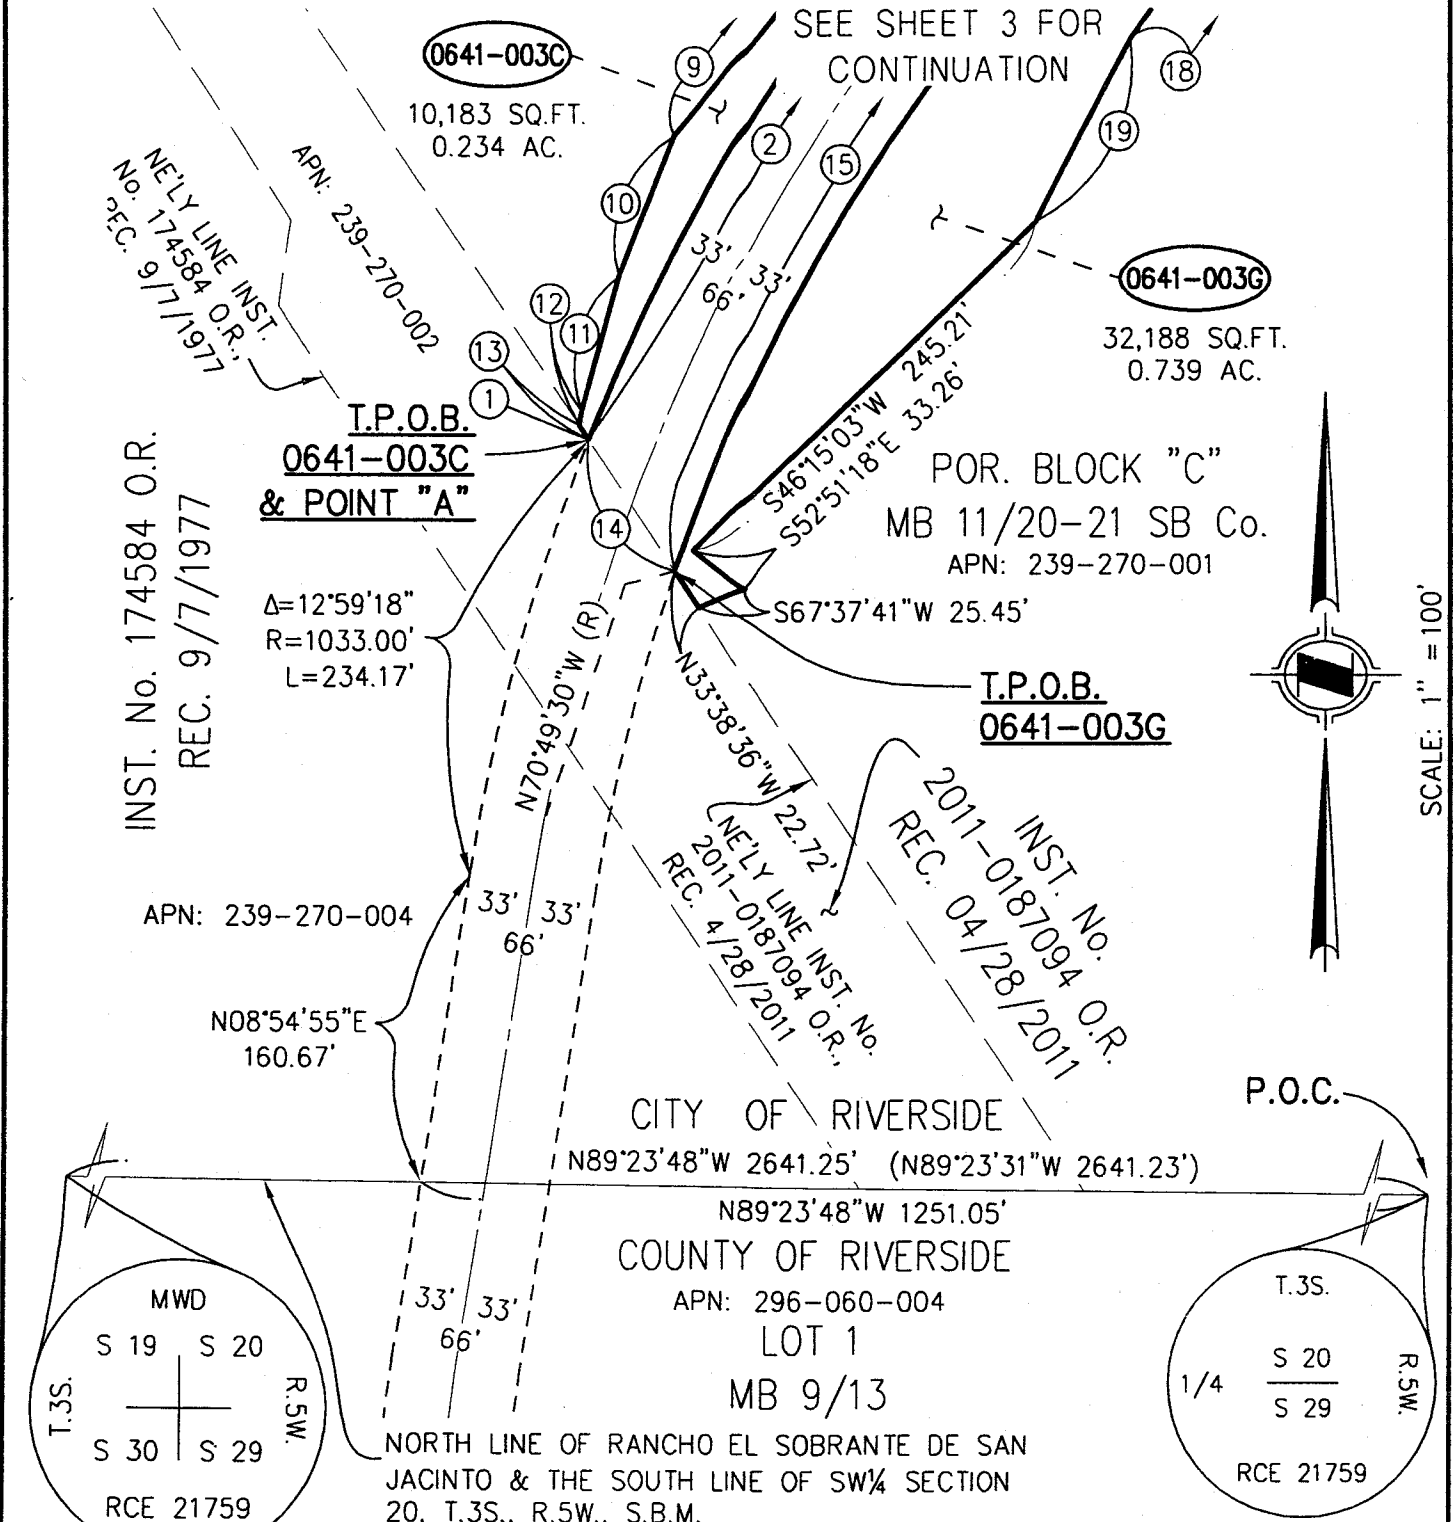 SEE SHEET 3 FOR
CONTINUATION
0641-003C
10,183 SQ.FT.
0.234 AC.
9
18
2
19
15
10
NE'LY LINE INST.
No. 174584 O.R.,
REC. 9/7/1977
APN: 239-270-002
33'
33'
66'
0641-003G
32,188 SQ.FT.
0.739 AC.
12
11
13
1
T.P.O.B.
0641-003C
& POINT "A"
S46°15'03"W 245.21'
S52°51'18"E 33.26'
POR. BLOCK "C"
MB 11/20-21 SB Co.
APN: 239-270-001
14
INST. No. 174584 O.R.
REC. 9/7/1977
Δ=12°59'18"
R=1033.00'
L=234.17'
S67°37'41"W 25.45'
N70°49'30"W (R)
N33°38'36"W 22.72'
T.P.O.B.
0641-003G
SCALE: 1" = 100'
NE'LY LINE INST. No.
2011-0187094 O.R.,
REC. 4/28/2011
INST. No.
2011-0187094 O.R.
REC. 04/28/2011
APN: 239-270-004
33' 33'
66'
N08°54'55"E
160.67'
P.O.C.
CITY OF RIVERSIDE
N89°23'48"W 2641.25' (N89°23'31"W 2641.23')
N89°23'48"W 1251.05'
COUNTY OF RIVERSIDE
APN: 296-060-004
LOT 1
MB 9/13
33' 33'
66'
MWD
S 19 S 20
T.3S.
R.5W.
S 30 S 29
RCE 21759
T.3S.
1/4
S 20
S 29
R.5W.
RCE 21759
NORTH LINE OF RANCHO EL SOBRANTE DE SAN
JACINTO & THE SOUTH LINE OF SW¼ SECTION
20, T.3S., R.5W., S.B.M.